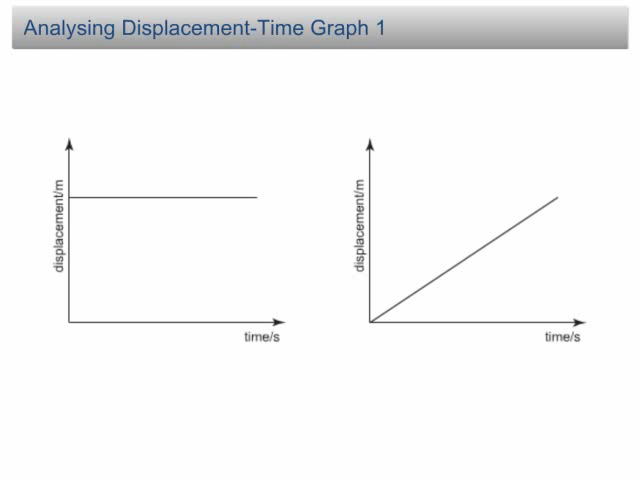 Analysing Displacement-Time Graph 1
displacement/m
time/s
displacement/m
time/s